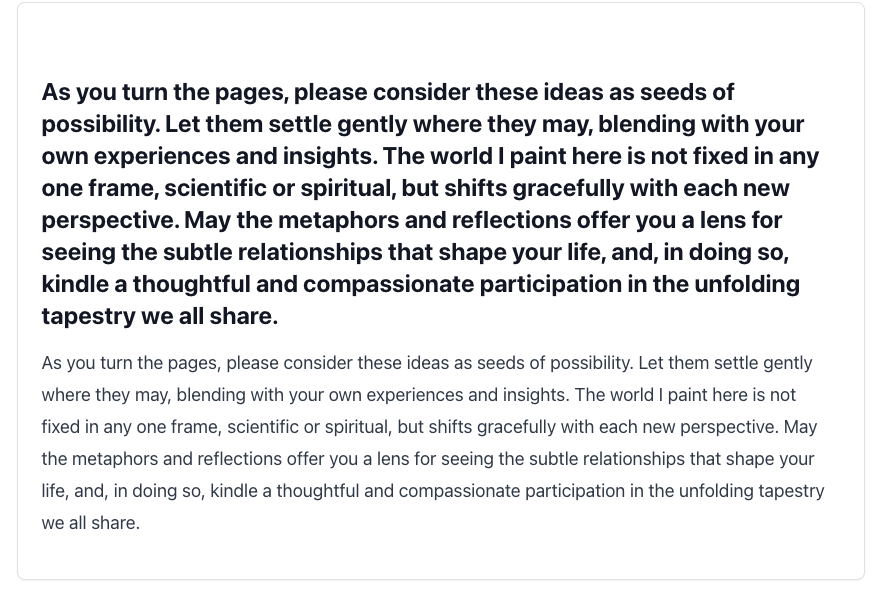 As you turn the pages, please consider these ideas as seeds of
possibility. Let them settle gently where they may, blending with your
own experiences and insights. The world I paint here is not fixed in any
one frame, scientific or spiritual, but shifts gracefully with each new
perspective. May the metaphors and reflections offer you a lens for
seeing the subtle relationships that shape your life, and, in doing so,
kindle a thoughtful and compassionate participation in the unfolding
tapestry we all share.
As you turn the pages, please consider these ideas as seeds of possibility. Let them settle gently
where they may, blending with your own experiences and insights. The world I paint here is not
fixed in any one frame, scientific or spiritual, but shifts gracefully with each new perspective. May
the metaphors and reflections offer you a lens for seeing the subtle relationships that shape your
life, and, in doing so, kindle a thoughtful and compassionate participation in the unfolding tapestry
we all share.